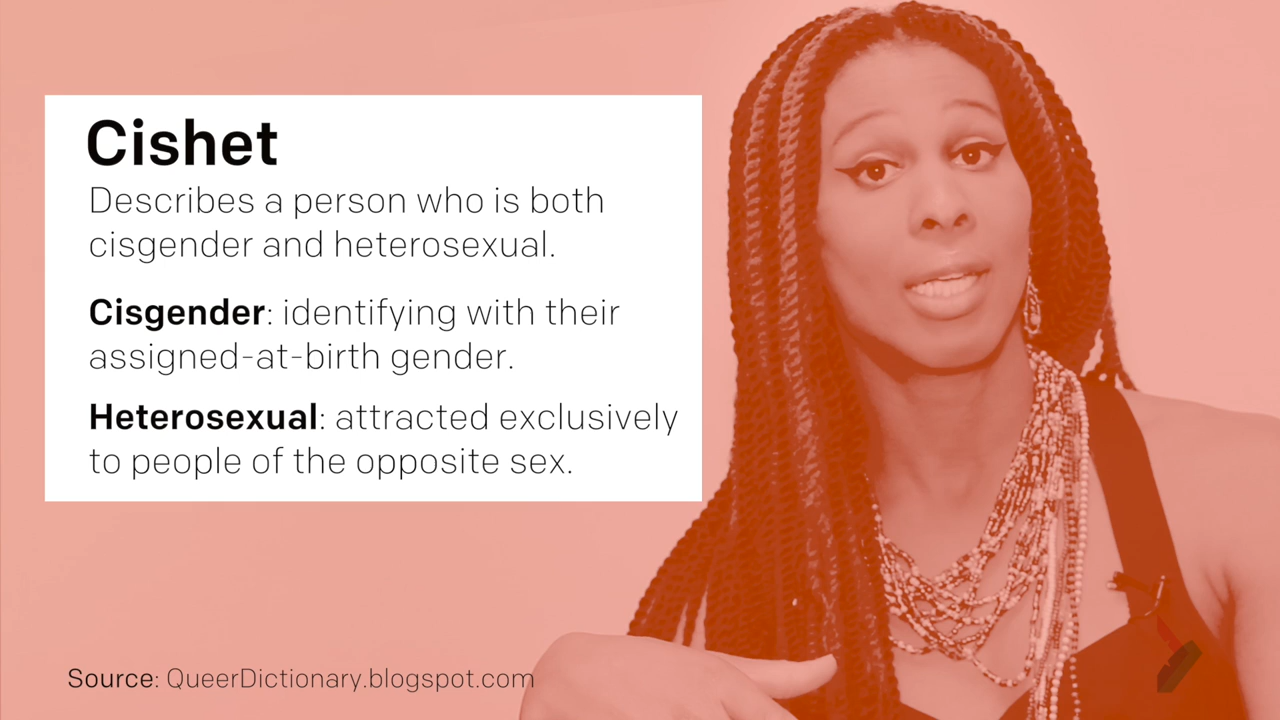 Cishet
Describes a person who is both
cisgender and heterosexual.
Cisgender: identifying with their
assigned-at-birth gender.
Heterosexual: attracted exclusively
to people of the opposite sex.
Source: QueerDictionary.blogspot.com